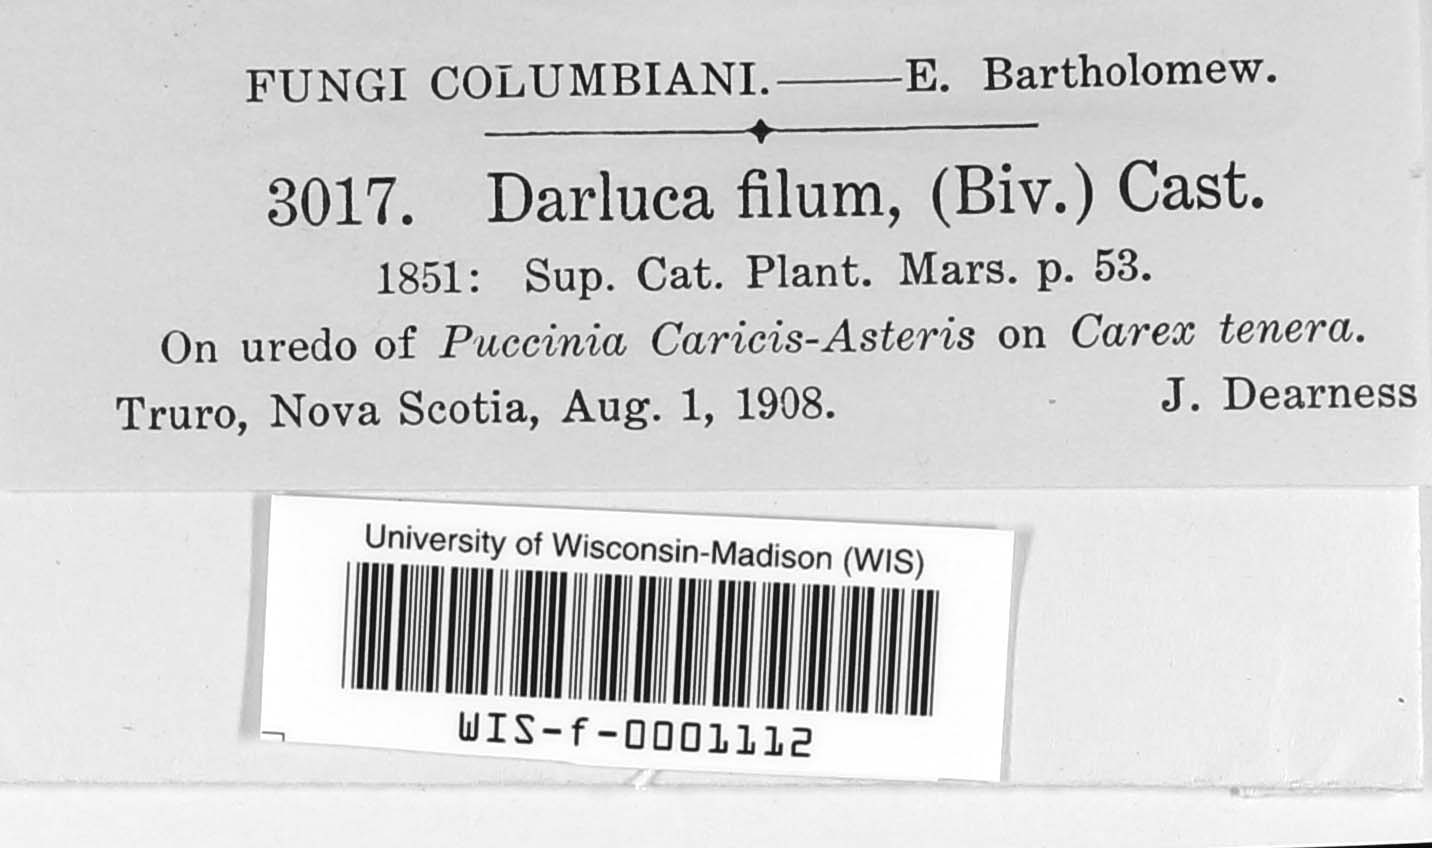 FUNGI COLUMBIANI.——E. Bartholomew.
3017. Darluca filum, (Biv.) Cast.
1851: Sup. Cat. Plant. Mars. p. 53.
On uredo of Puccinia Caricis-Asteris on Carex tenera.
Truro, Nova Scotia, Aug. 1, 1908. J. Dearness
University of Wisconsin-Madison (WIS)
WIS-f-0001112